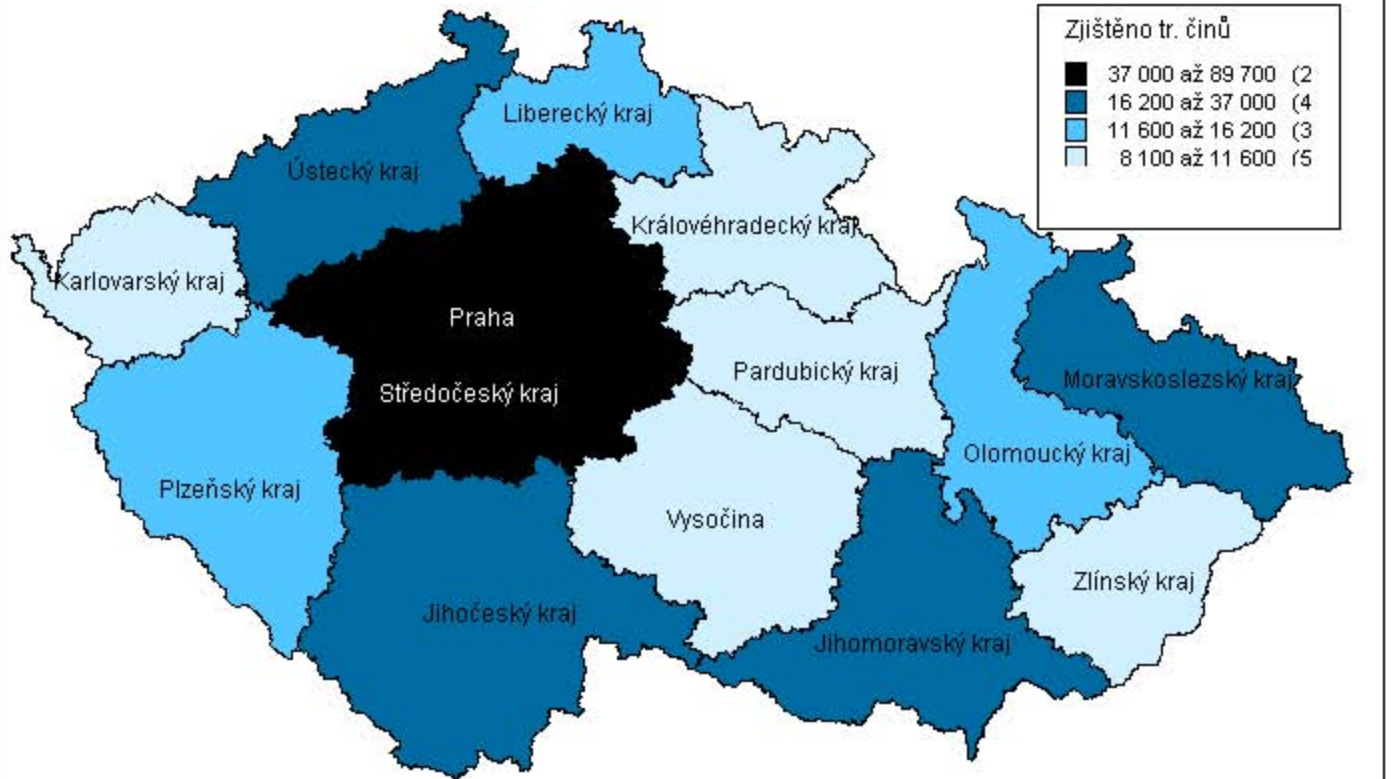 Zjištěno tr. činů
37 000 až 89 700 (2
16 200 až 37 000 (4
11 600 až 16 200 (3
8 100 až 11 600 (5
Liberecký kraj
Ústecký kraj
Královéhradecký kraj
Karlovarský kraj
Praha
Pardubický kraj
Moravskoslezský kraj
Středočeský kraj
Olomoucký kraj
Plzeňský kraj
Vysočina
Zlínský kraj
Jihočeský kraj
Jihomoravský kraj